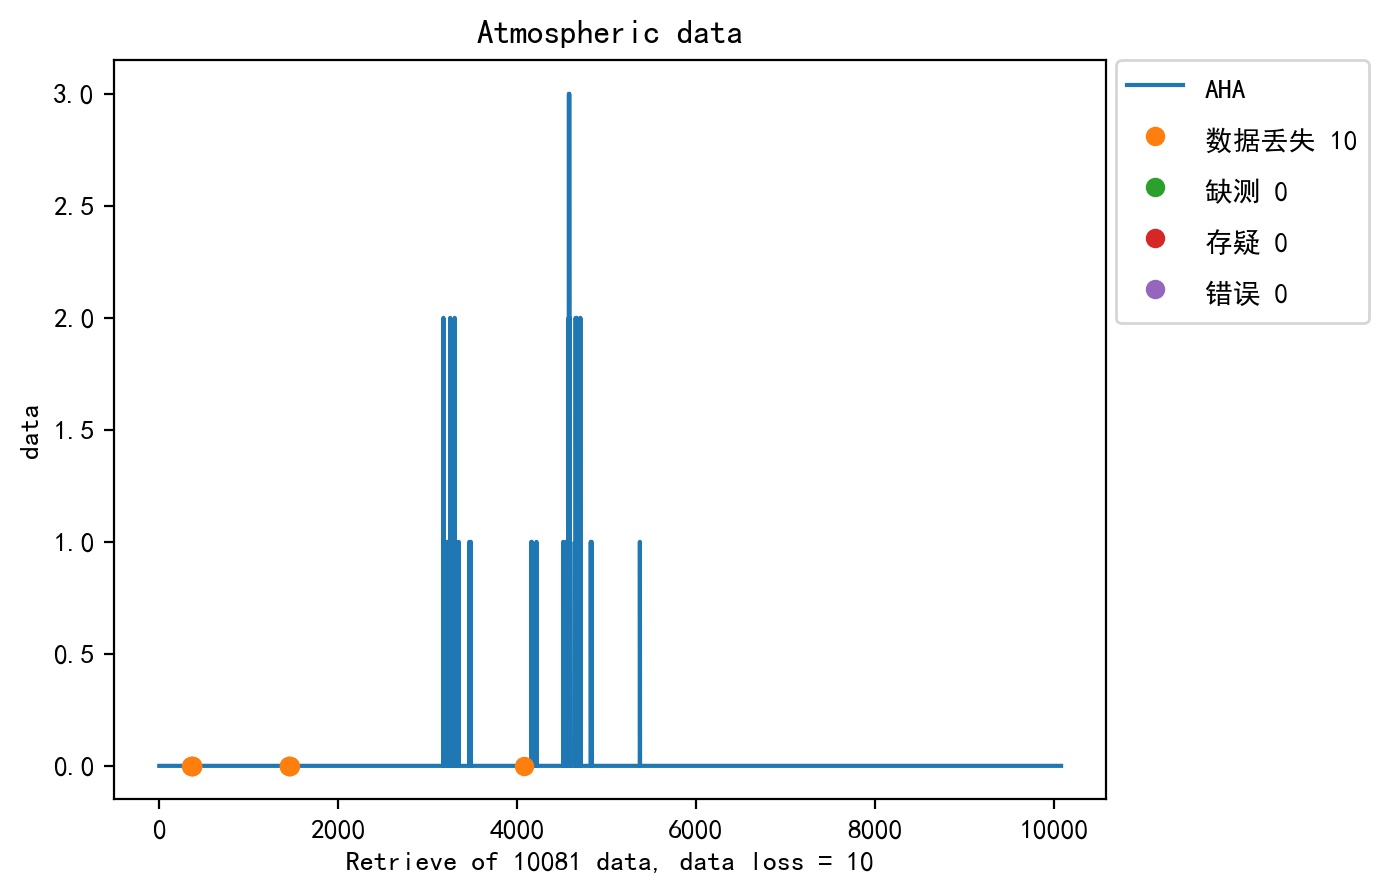 Atmospheric data
3.0
2.5
2.0
1.5
1.0
0.5
0.0
data
0 2000 4000 6000 8000 10000
Retrieve of 10081 data, data loss = 10
AHA
数据丢失 10
缺测 0
存疑 0
错误 0